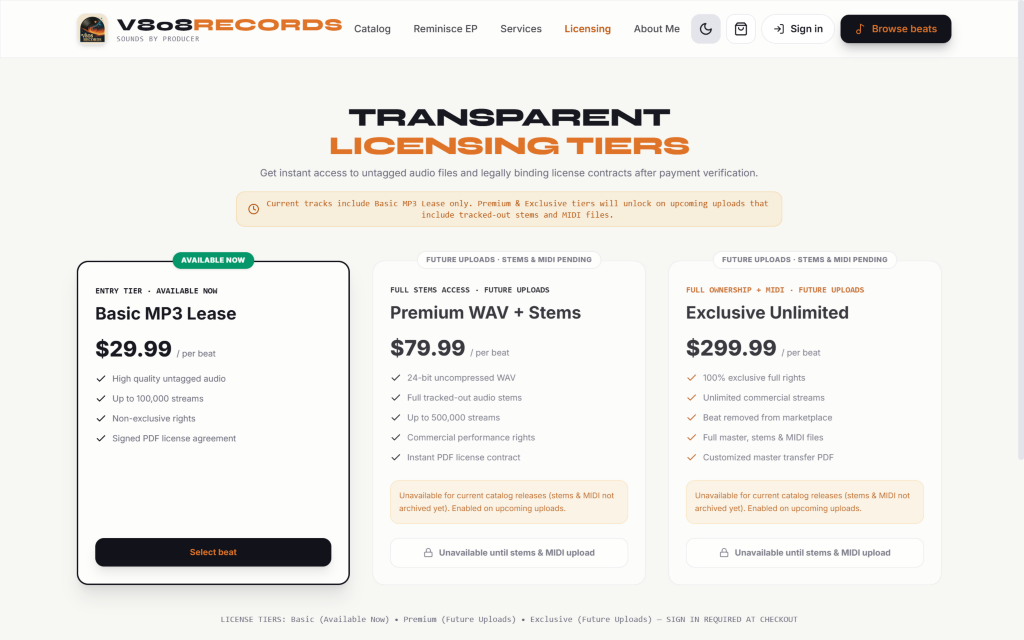 V8o8RECORDS
SOUNDS BY PRODUCER
Catalog
Reminisce EP
Services
Licensing
About Me
Sign in
Browse beats
TRANSPARENT
LICENSING TIERS
Get instant access to untagged audio files and legally binding license contracts after payment verification.
Current tracks include Basic MP3 Lease only. Premium & Exclusive tiers will unlock on upcoming uploads that
include tracked-out stems and MIDI files.
AVAILABLE NOW
ENTRY TIER · AVAILABLE NOW
Basic MP3 Lease
$29.99 / per beat
High quality untagged audio
Up to 100,000 streams
Non-exclusive rights
Signed PDF license agreement
Select beat
FUTURE UPLOADS · STEMS & MIDI PENDING
FULL STEMS ACCESS · FUTURE UPLOADS
Premium WAV + Stems
$79.99 / per beat
24-bit uncompressed WAV
Full tracked-out audio stems
Up to 500,000 streams
Commercial performance rights
Instant PDF license contract
Unavailable for current catalog releases (stems & MIDI not
archived yet). Enabled on upcoming uploads.
Unavailable until stems & MIDI upload
FUTURE UPLOADS · STEMS & MIDI PENDING
FULL OWNERSHIP + MIDI · FUTURE UPLOADS
Exclusive Unlimited
$299.99 / per beat
100% exclusive full rights
Unlimited commercial streams
Beat removed from marketplace
Full master, stems & MIDI files
Customized master transfer PDF
Unavailable for current catalog releases (stems & MIDI not
archived yet). Enabled on upcoming uploads.
Unavailable until stems & MIDI upload
LICENSE TIERS: Basic (Available Now) • Premium (Future Uploads) • Exclusive (Future Uploads) — SIGN IN REQUIRED AT CHECKOUT